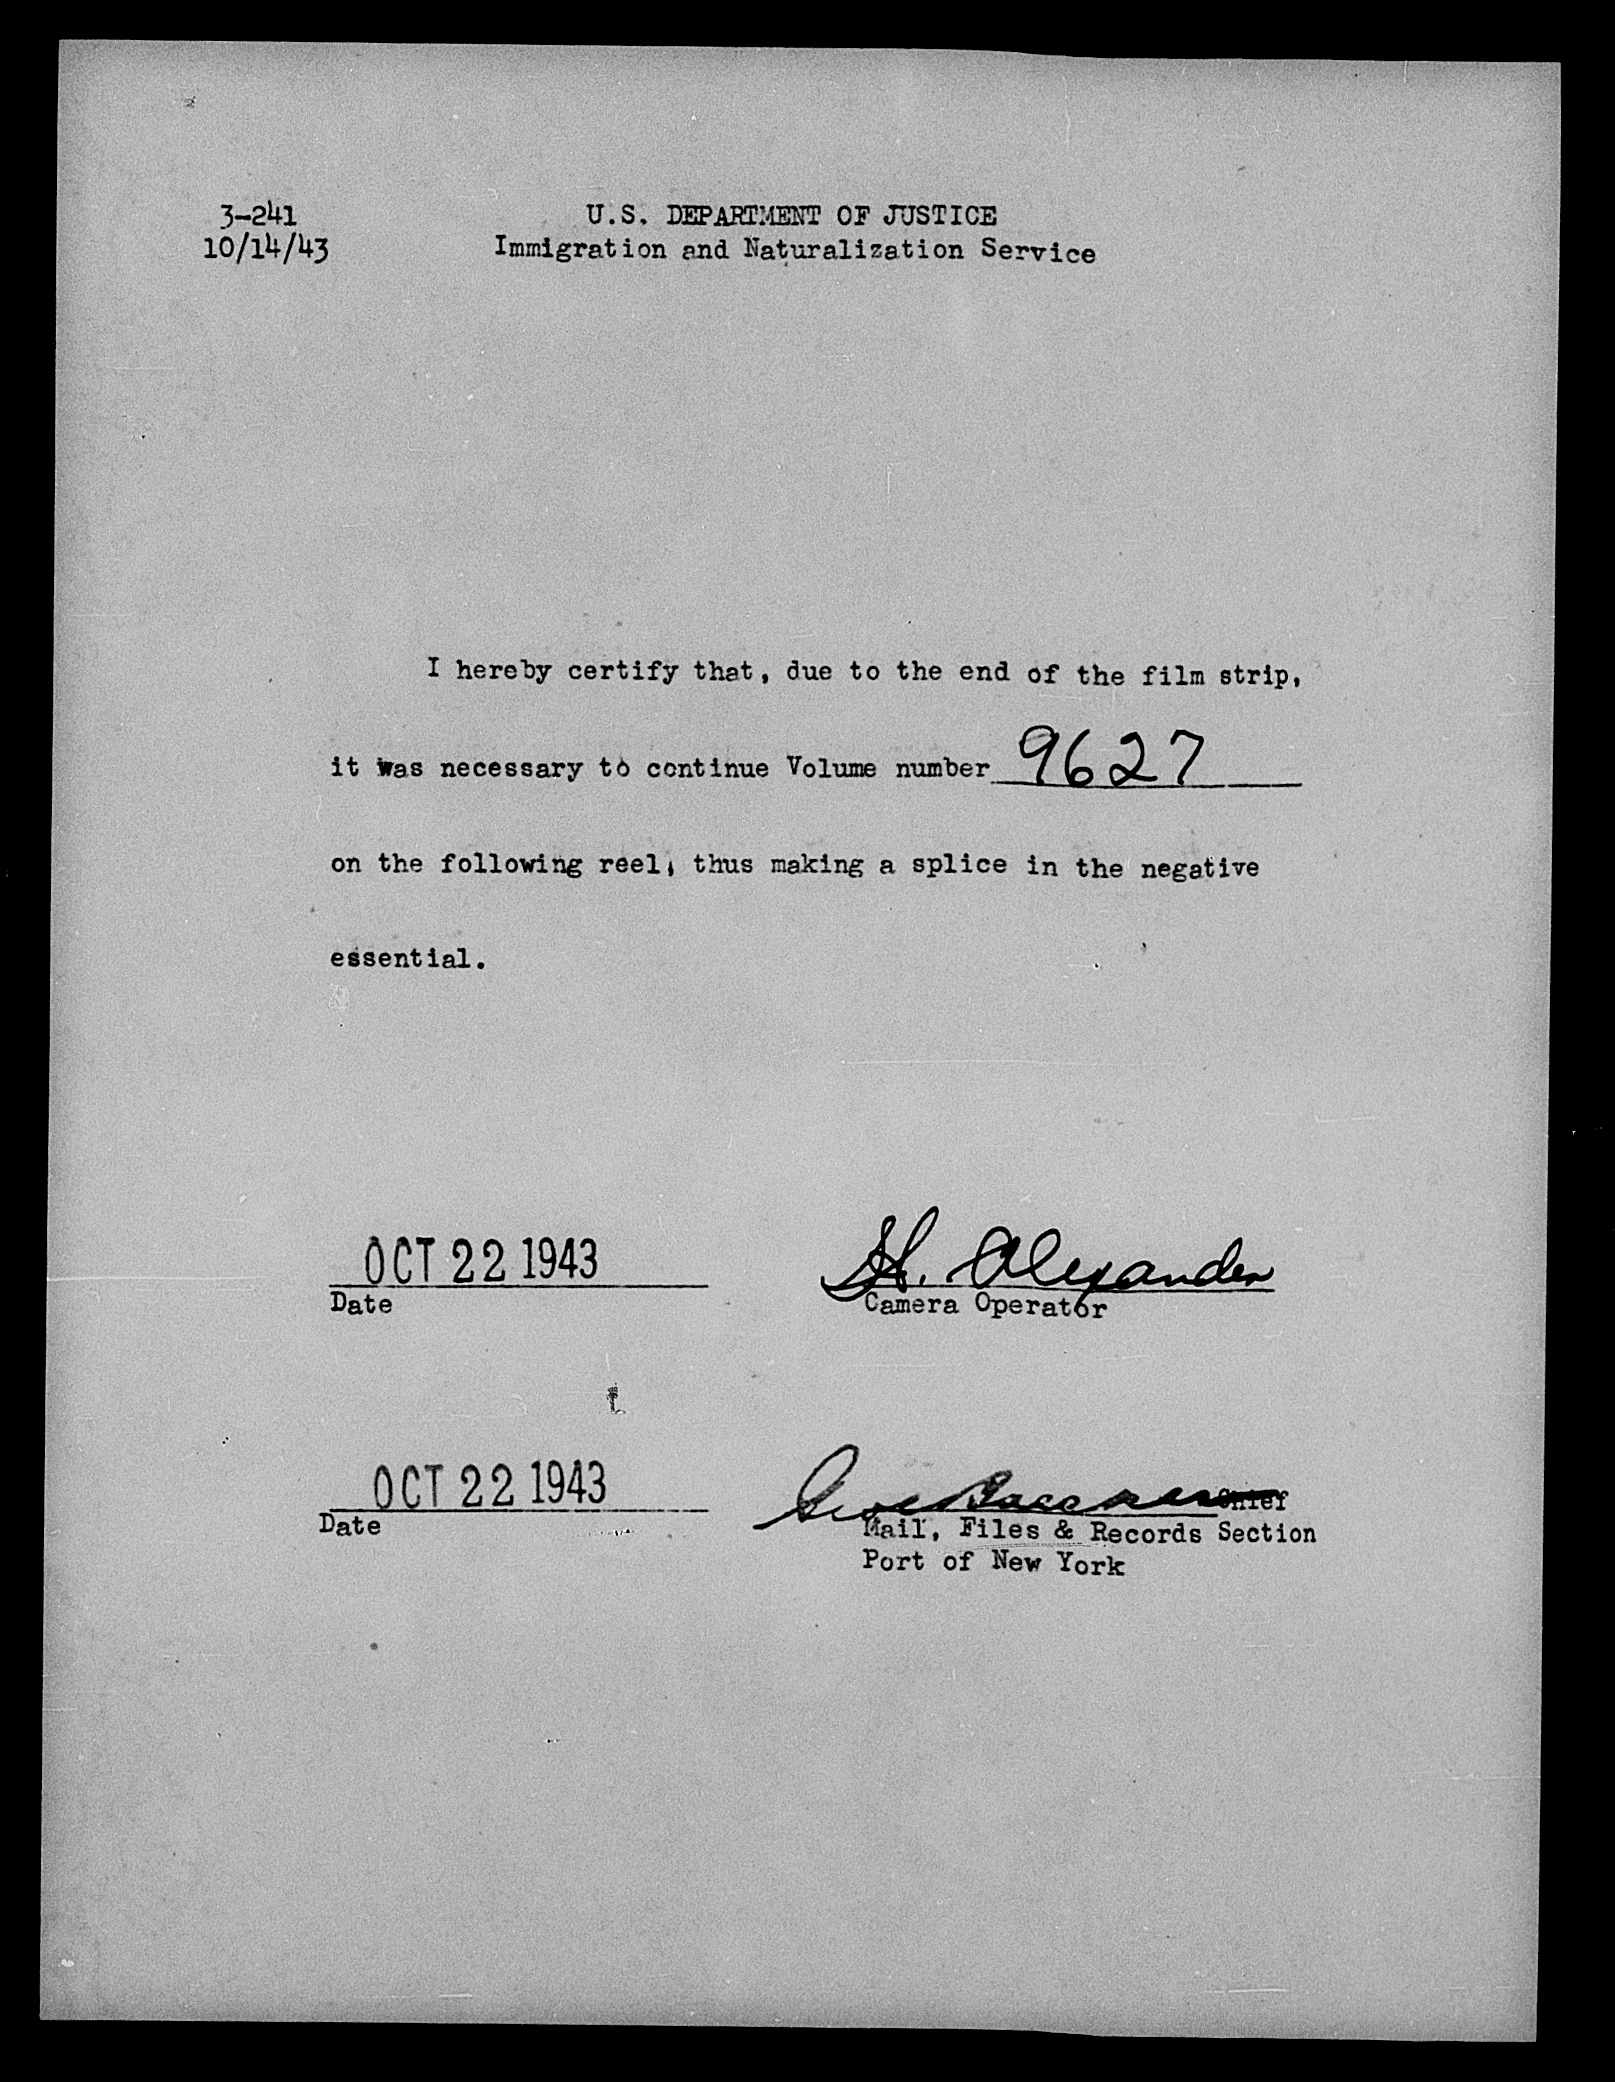 3-241
10/14/43
U.S. DEPARTMENT OF JUSTICE
Immigration and Naturalization Service
I hereby certify that, due to the end of the film strip,
it was necessary to continue Volume number 9627
on the following reel, thus making a splice in the negative
essential.
OCT 22 1943
Date
H. Alexander
Camera Operator
OCT 22 1943
Date
Chief
Mail, Files & Records Section
Port of New York